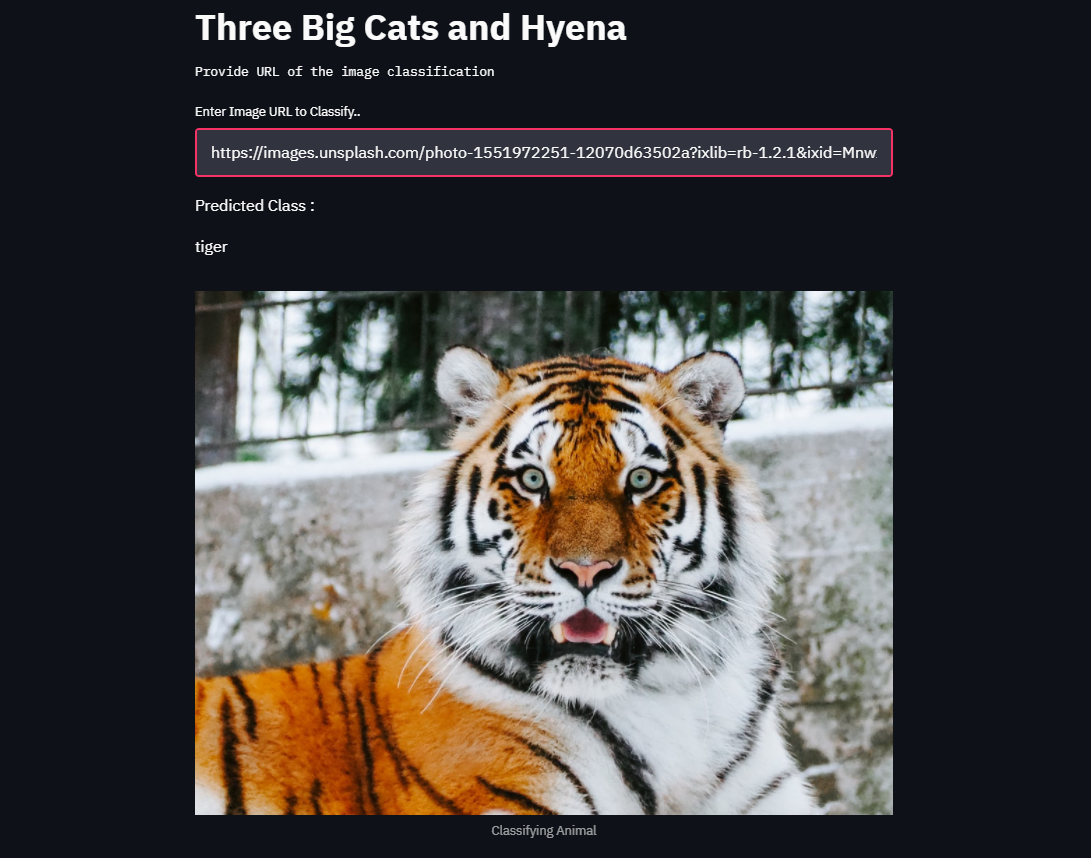 Three Big Cats and Hyena
Provide URL of the image classification
Enter Image URL to Classify..
https://images.unsplash.com/photo-1551972251-12070d63502a?ixlib=rb-1.2.1&ixid=Mnw
Predicted Class :
tiger
Classifying Animal